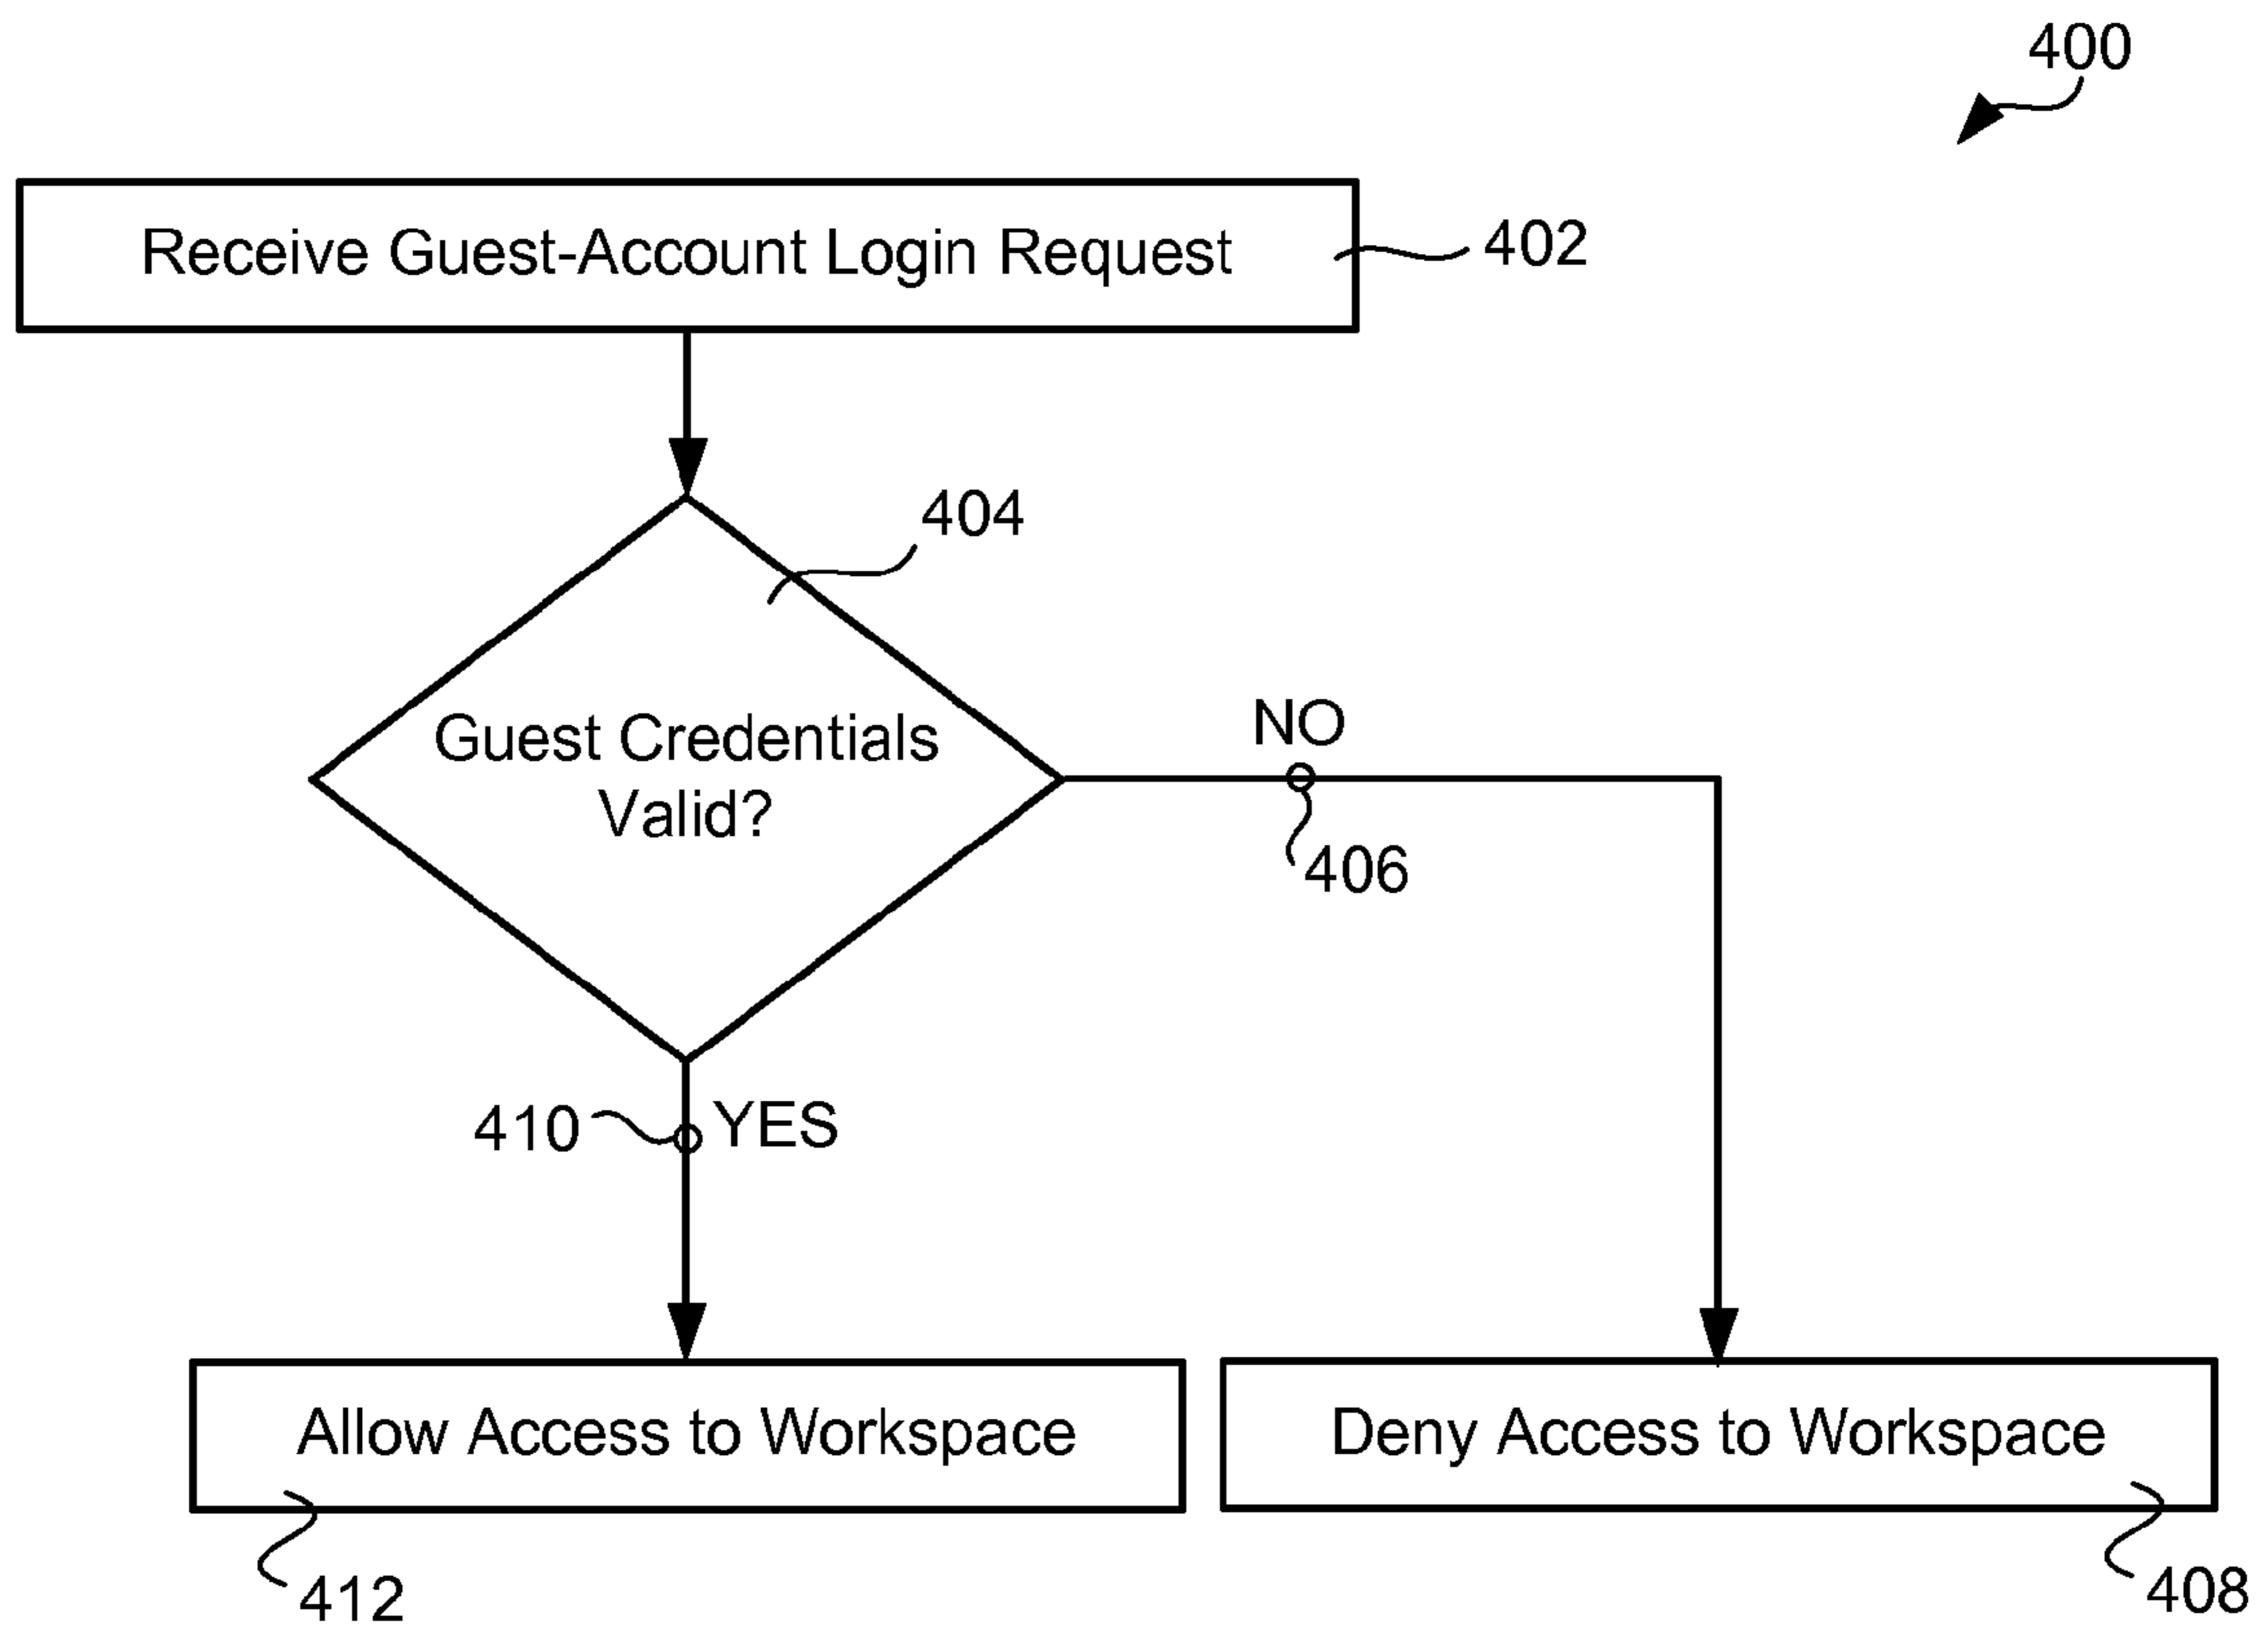 400
Receive Guest-Account Login Request
402
404
Guest Credentials
Valid?
NO
406
410
YES
Allow Access to Workspace
Deny Access to Workspace
412
408